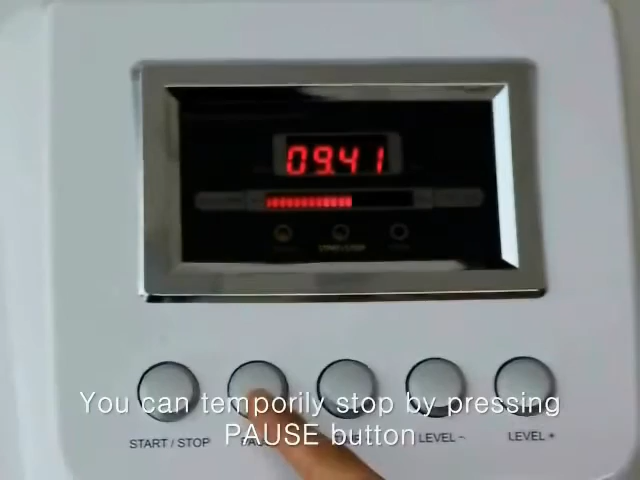 09.41
You can temporily stop by pressing
PAUSE button
START / STOP
LEVEL -
LEVEL +